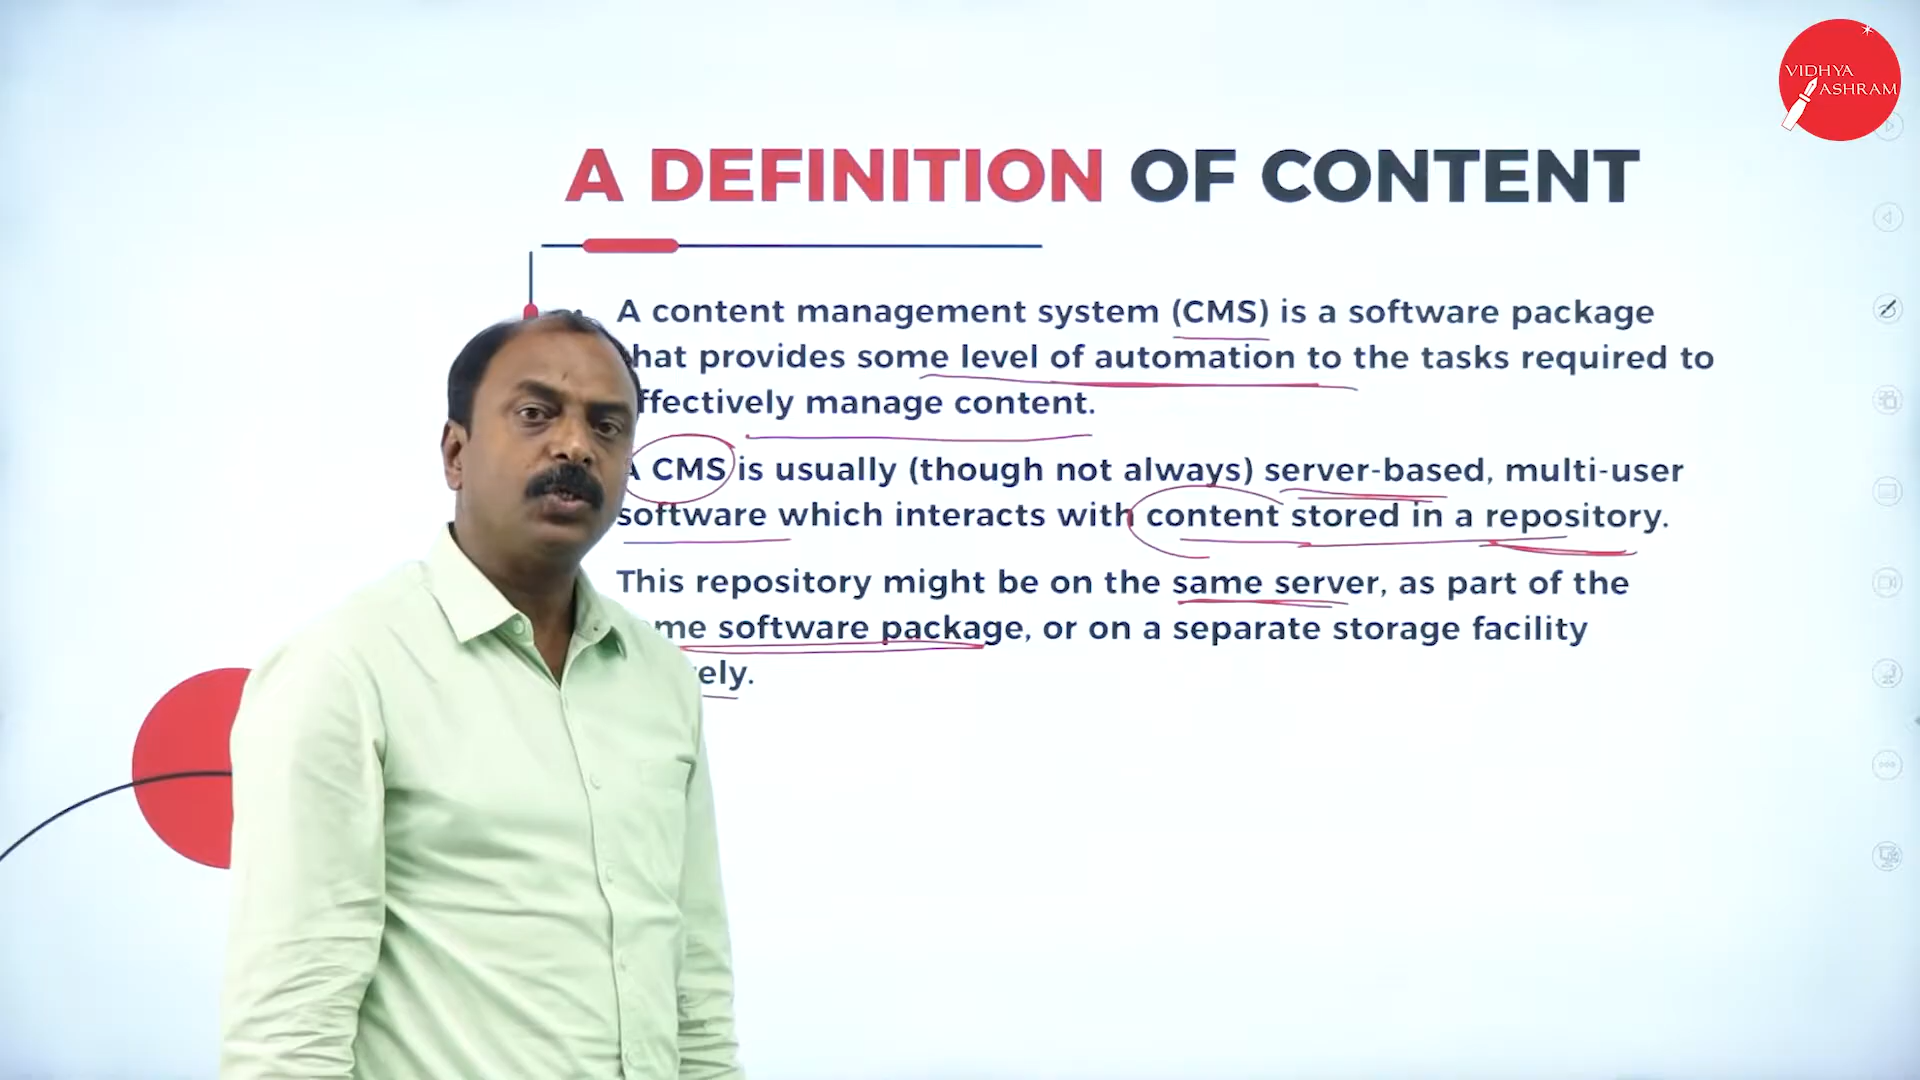 VIDHYA
ASHRAM
A DEFINITION OF CONTENT
A content management system (CMS) is a software package
that provides some level of automation to the tasks required to
effectively manage content.
A CMS is usually (though not always) server-based, multi-user
software which interacts with content stored in a repository.
This repository might be on the same server, as part of the
same software package, or on a separate storage facility